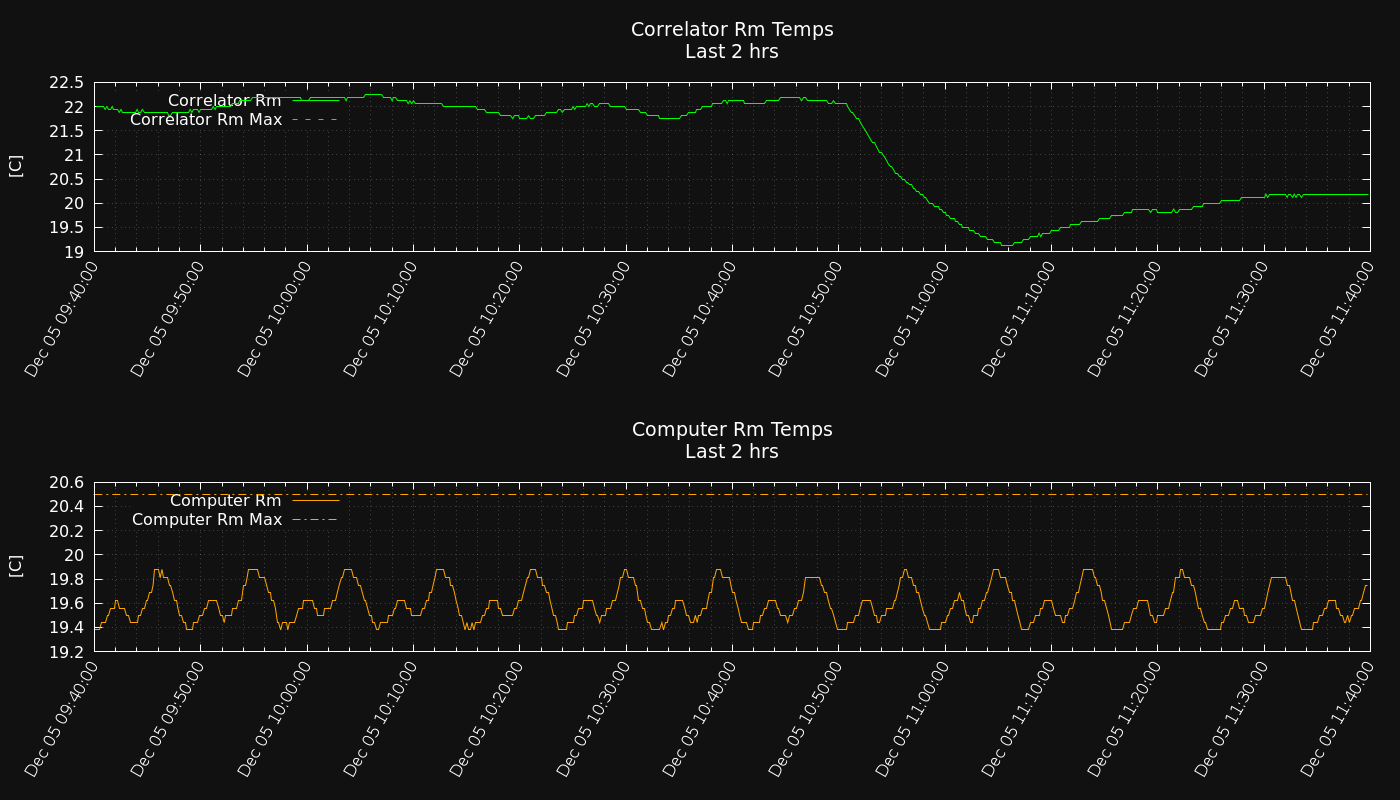 Correlator Rm Temps
Last 2 hrs
22.5
22
21.5
21
20.5
20
19.5
19
[C]
Correlator Rm
Correlator Rm Max
Dec 05 09:40:00
Dec 05 09:50:00
Dec 05 10:00:00
Dec 05 10:10:00
Dec 05 10:20:00
Dec 05 10:30:00
Dec 05 10:40:00
Dec 05 10:50:00
Dec 05 11:00:00
Dec 05 11:10:00
Dec 05 11:20:00
Dec 05 11:30:00
Dec 05 11:40:00
Computer Rm Temps
Last 2 hrs
20.6
20.4
20.2
20
19.8
19.6
19.4
19.2
[C]
Computer Rm
Computer Rm Max
Dec 05 09:40:00
Dec 05 09:50:00
Dec 05 10:00:00
Dec 05 10:10:00
Dec 05 10:20:00
Dec 05 10:30:00
Dec 05 10:40:00
Dec 05 10:50:00
Dec 05 11:00:00
Dec 05 11:10:00
Dec 05 11:20:00
Dec 05 11:30:00
Dec 05 11:40:00